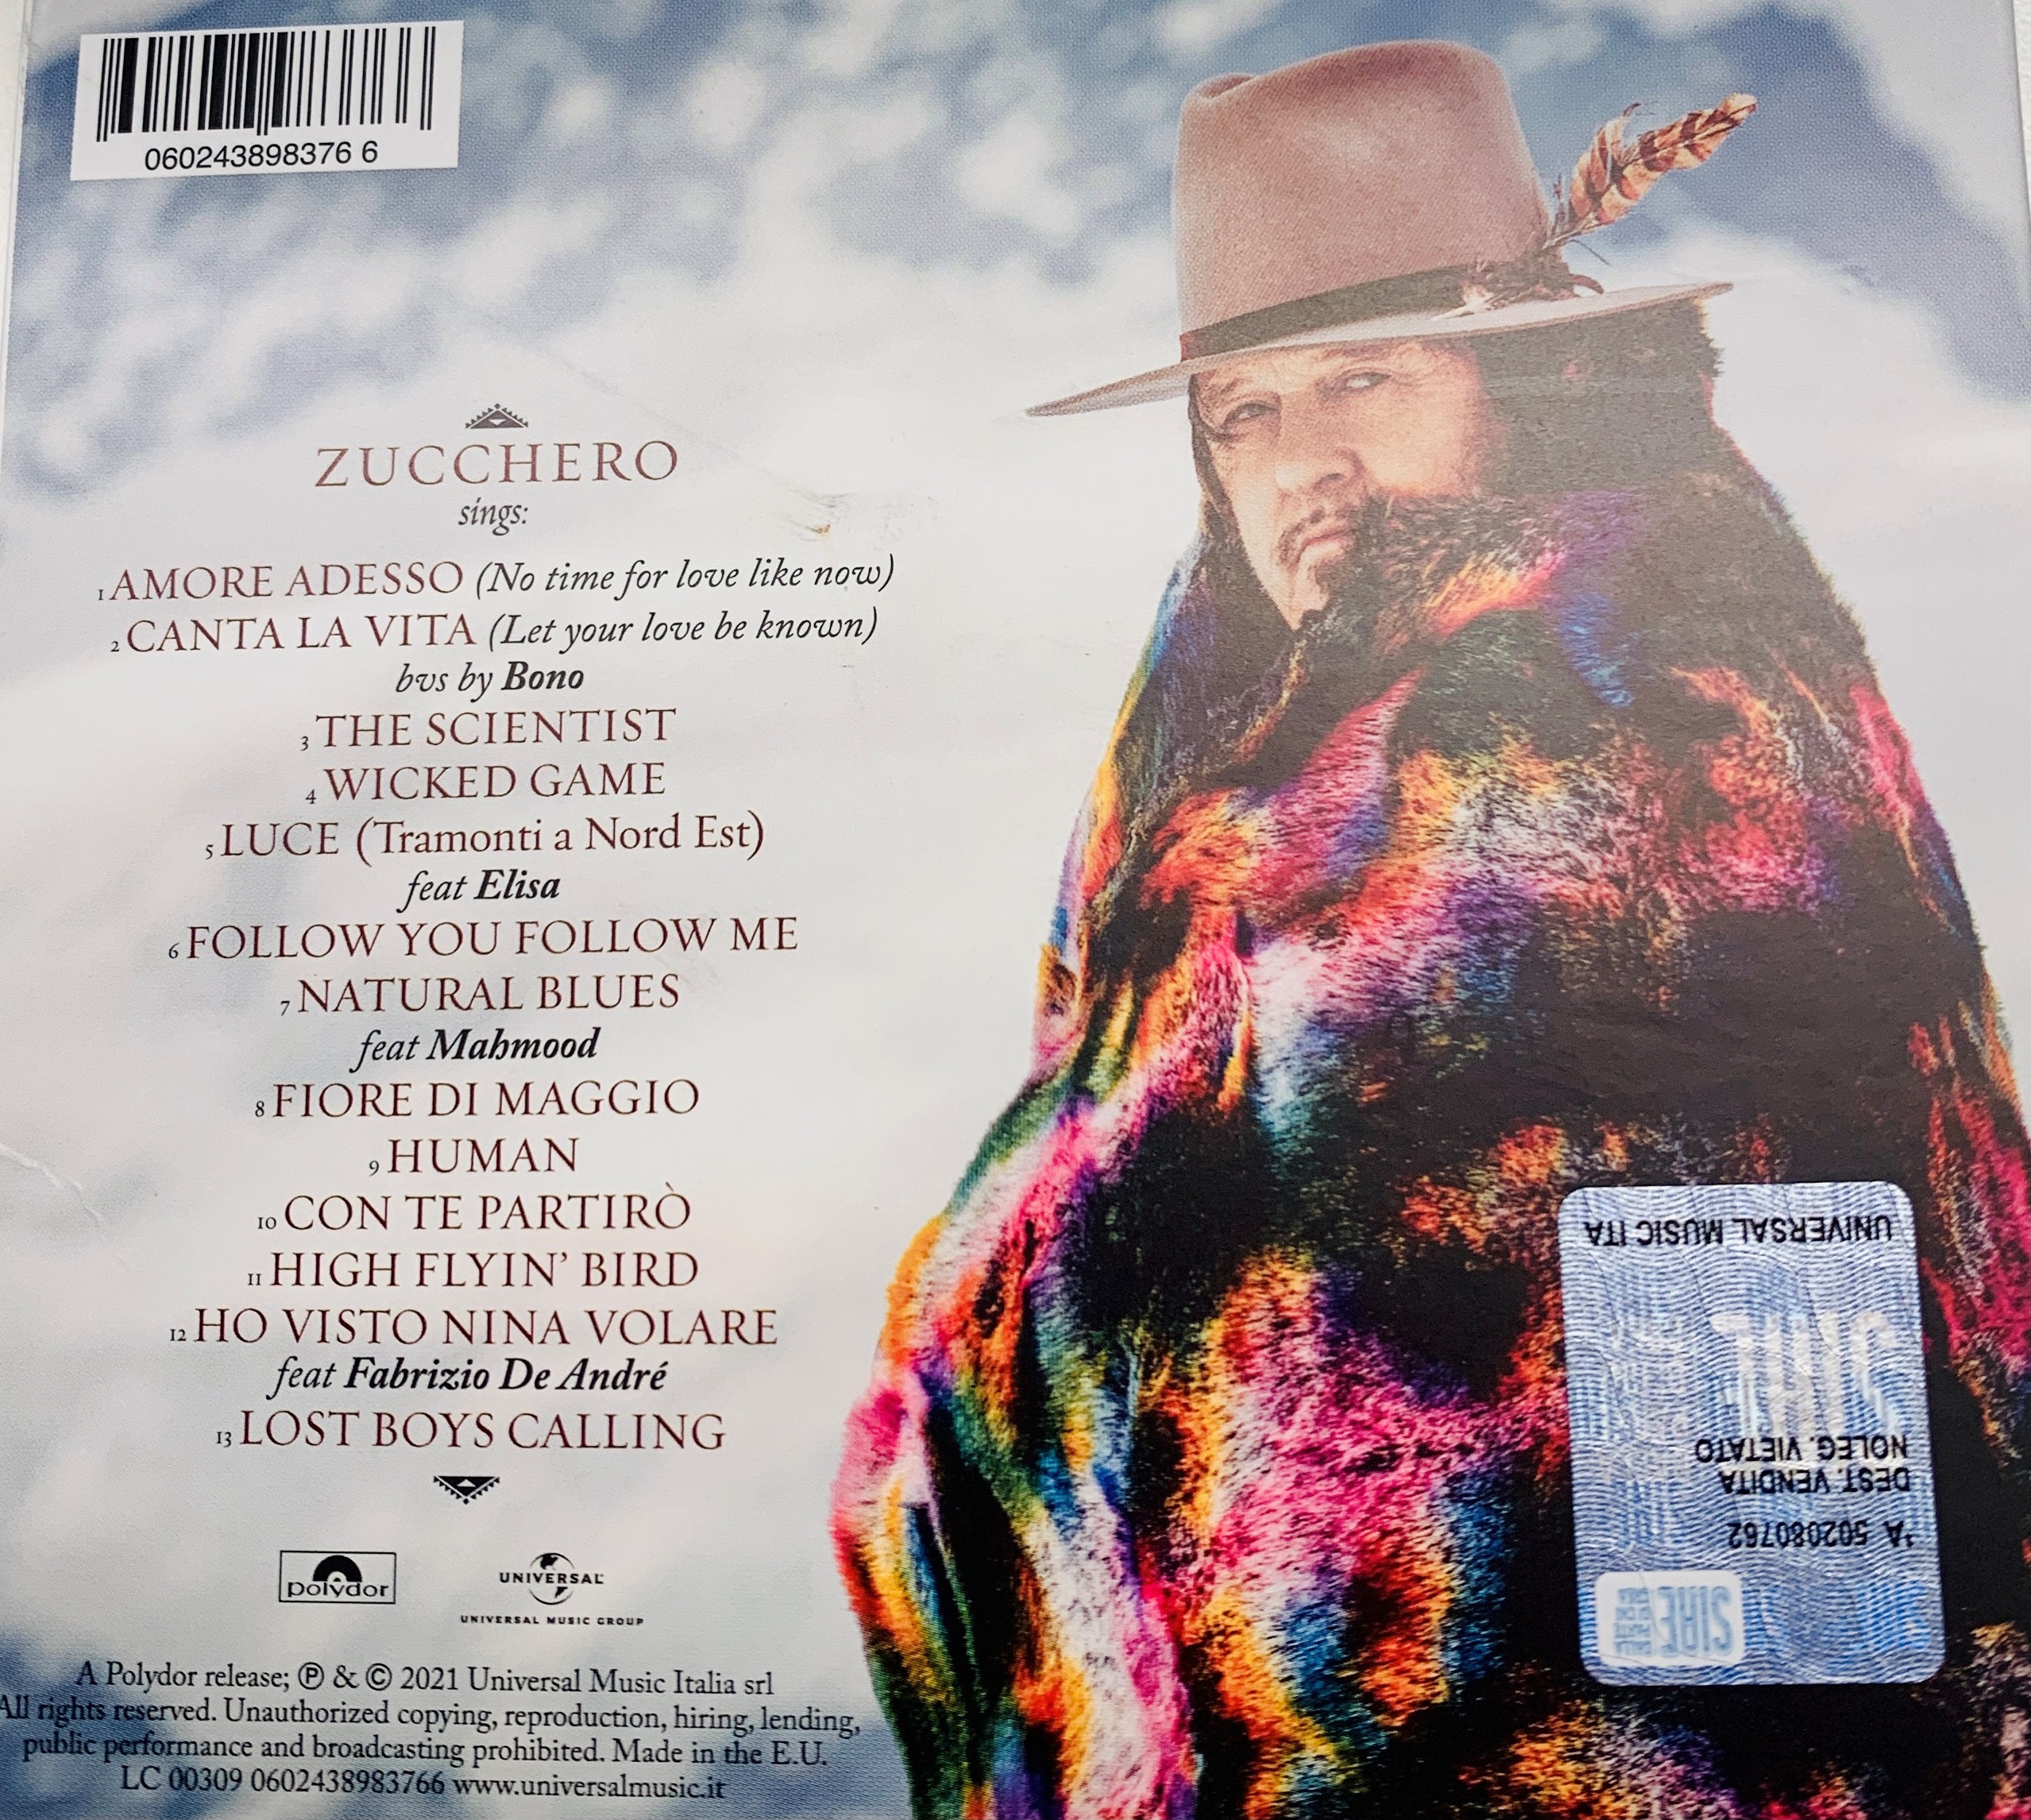 060243898376 6
ZUCCHERO
sings:
1 AMORE ADESSO (No time for love like now)
2 CANTA LA VITA (Let your love be known)
bvs by Bono
3 THE SCIENTIST
4 WICKED GAME
5 LUCE (Tramonti a Nord Est)
feat Elisa
6 FOLLOW YOU FOLLOW ME
7 NATURAL BLUES
feat Mahmood
8 FIORE DI MAGGIO
9 HUMAN
10 CON TE PARTIRÒ
11 HIGH FLYIN' BIRD
12 HO VISTO NINA VOLARE
feat Fabrizio De André
13 LOST BOYS CALLING
polydor
UNIVERSAL
UNIVERSAL MUSIC GROUP
A Polydor release; ℗ & © 2021 Universal Music Italia srl
All rights reserved. Unauthorized copying, reproduction, hiring, lending,
public performance and broadcasting prohibited. Made in the E.U.
LC 00309 0602438983766 www.universalmusic.it
SIAE
502080762
DEST. VENDITA
NOLEG. VIETATO
UNIVERSAL MUSIC ITA